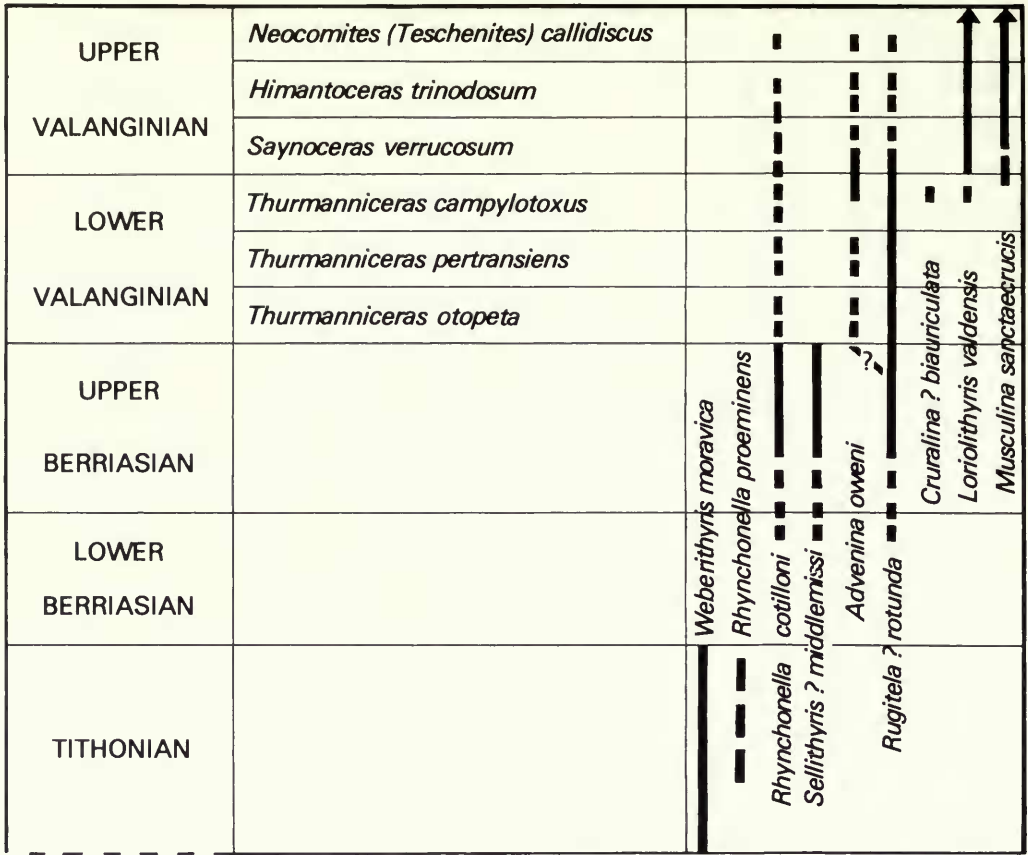 UPPER
VALANGINIAN
Neocomites (Teschenites) callidiscus
Himantoceras trinodosum
Saynoceras verrucosum
LOWER
VALANGINIAN
Thurmanniceras campylotoxus
Thurmanniceras pertransiens
Thurmanniceras otopeta
UPPER
BERRIASIAN
LOWER
BERRIASIAN
TITHONIAN
Weberithyris moravica
Rhynchonella proeminens
Rhynchonella cotilloni
Sellithyris ? middlemissi
Advenina oweni
?
Rugitela ? rotunda
Cruralina ? biauriculata
Loriolithyris valdensis
Musculina sanctaecrucis